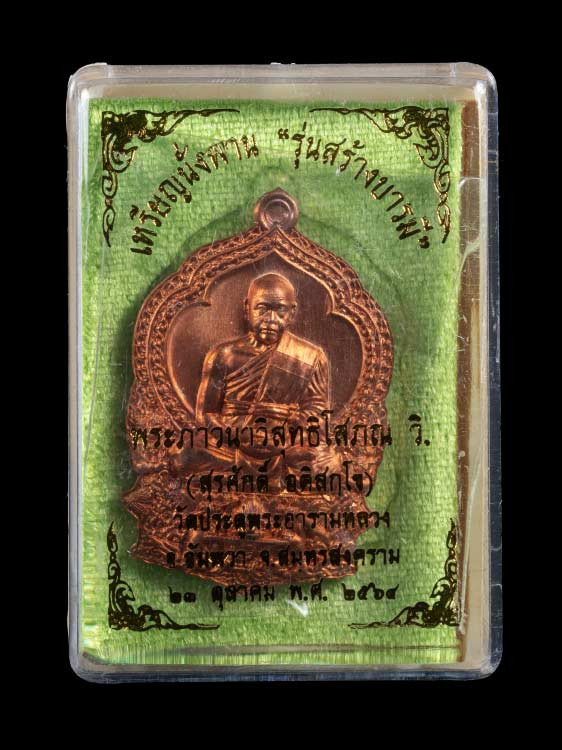 เหรียญนั่งพาน "รุ่นสร้างบารมี"
พระภาวนาวิสุทธิโสภณ วิ.
(สุรศักดิ์ อติสกฺโข)
วัดประดู่พระอารามหลวง
อ.อัมพวา จ.สมุทรสงคราม
๒๓ ตุลาคม พ.ศ. ๒๕๖๔